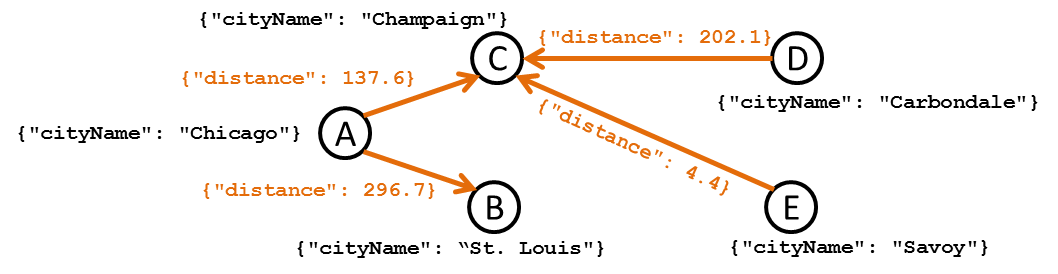 {"cityName": "Champaign"}
{"distance": 202.1}
C
D
{"distance": 137.6}
{"cityName": "Carbondale"}
{"distance": 4.4}
{"cityName": "Chicago"}
A
{"distance": 296.7}
B
E
{"cityName": “St. Louis"}
{"cityName": "Savoy"}